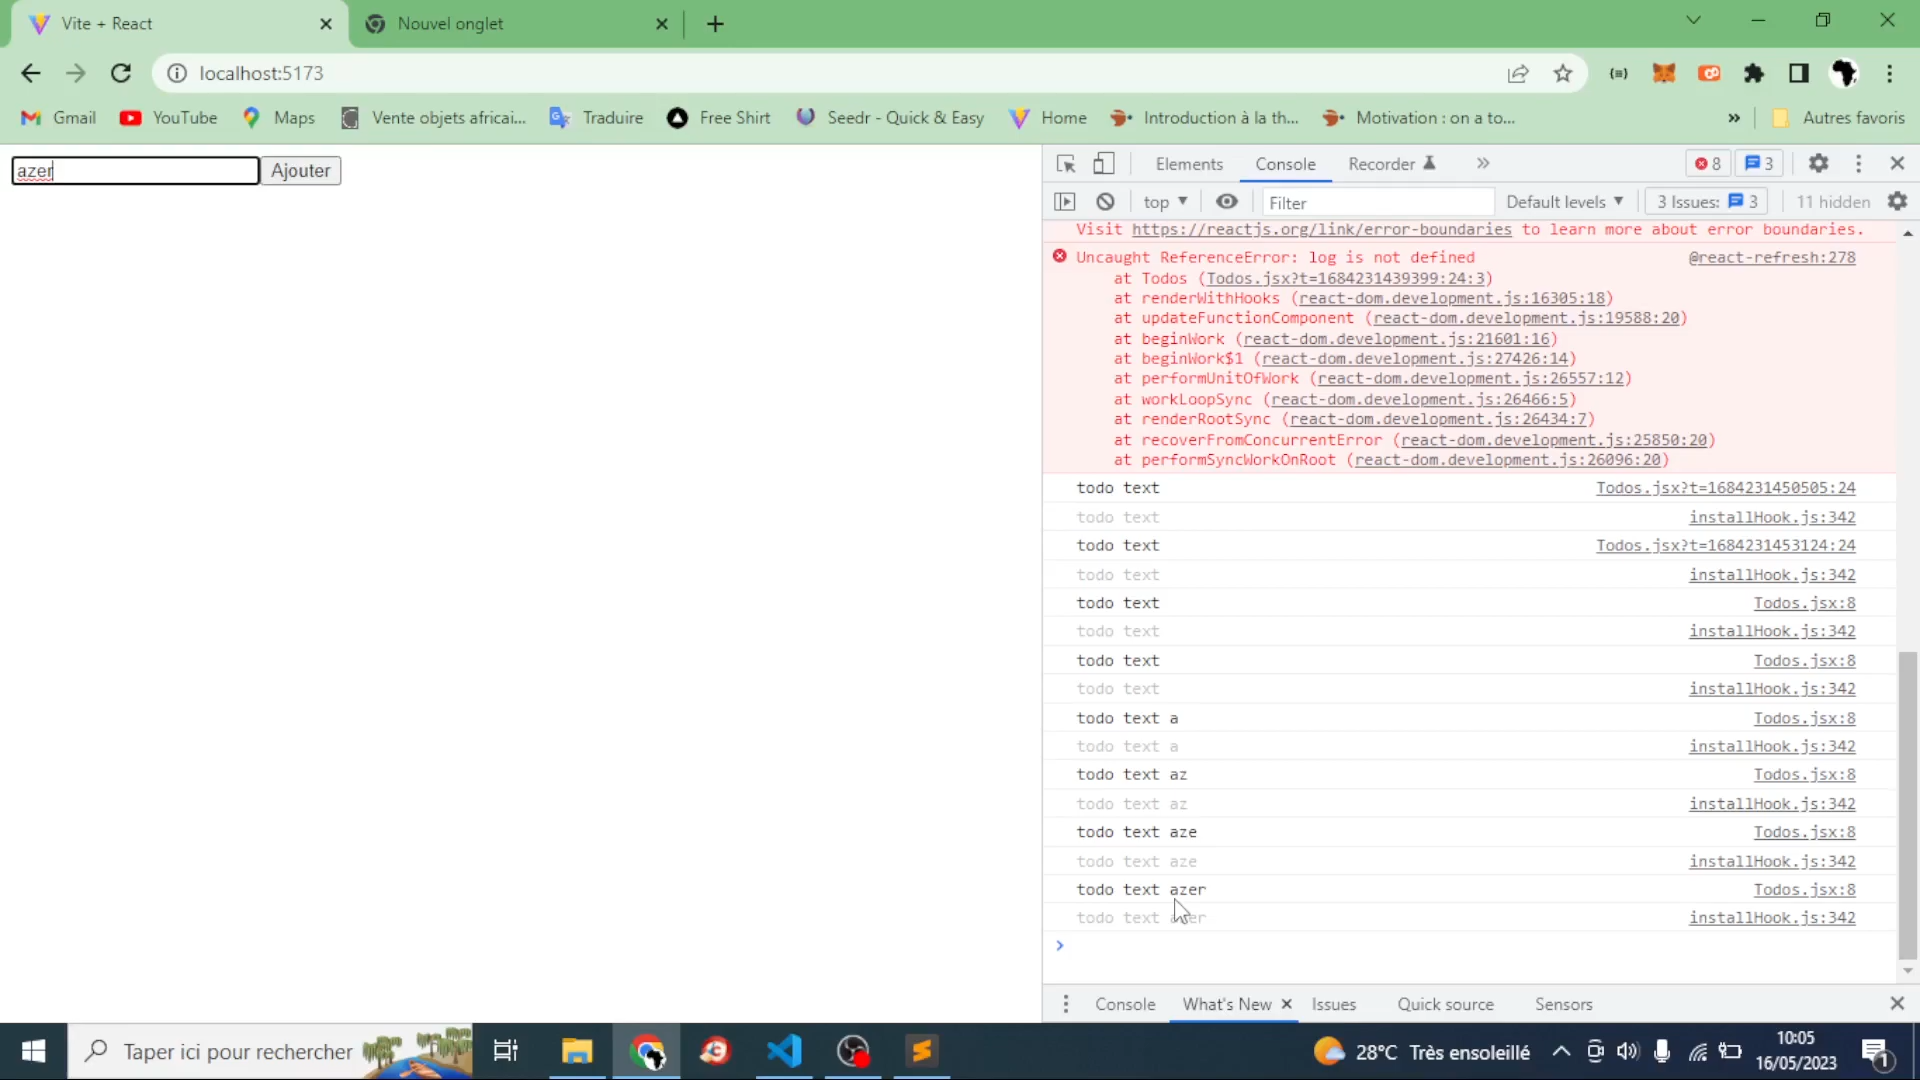 Vite + React
Nouvel onglet
localhost:5173
Gmail
YouTube
Maps
Vente objets africai...
Traduire
Free Shirt
Seedr - Quick & Easy
Home
Introduction à la th...
Motivation : on a to...
»
Autres favoris
azer
Ajouter
Elements
Console
Recorder
»
8
3
top ▼
Filter
Default levels ▼
3 Issues: 3
11 hidden
Visit https://reactjs.org/link/error-boundaries to learn more about error boundaries.
Uncaught ReferenceError: log is not defined @react-refresh:278
at Todos (Todos.jsx?t=1684231439399:24:3)
at renderWithHooks (react-dom.development.js:16305:18)
at updateFunctionComponent (react-dom.development.js:19588:20)
at beginWork (react-dom.development.js:21601:16)
at beginWork$1 (react-dom.development.js:27426:14)
at performUnitOfWork (react-dom.development.js:26557:12)
at workLoopSync (react-dom.development.js:26466:5)
at renderRootSync (react-dom.development.js:26434:7)
at recoverFromConcurrentError (react-dom.development.js:25850:20)
at performSyncWorkOnRoot (react-dom.development.js:26096:20)
todo text Todos.jsx?t=1684231450505:24
todo text installHook.js:342
todo text Todos.jsx?t=1684231453124:24
todo text installHook.js:342
todo text Todos.jsx:8
todo text installHook.js:342
todo text Todos.jsx:8
todo text installHook.js:342
todo text a Todos.jsx:8
todo text a installHook.js:342
todo text az Todos.jsx:8
todo text az installHook.js:342
todo text aze Todos.jsx:8
todo text aze installHook.js:342
todo text azer Todos.jsx:8
todo text azer installHook.js:342
Console
What's New
Issues
Quick source
Sensors
Taper ici pour rechercher
28°C Très ensoleillé
10:05
16/05/2023
1